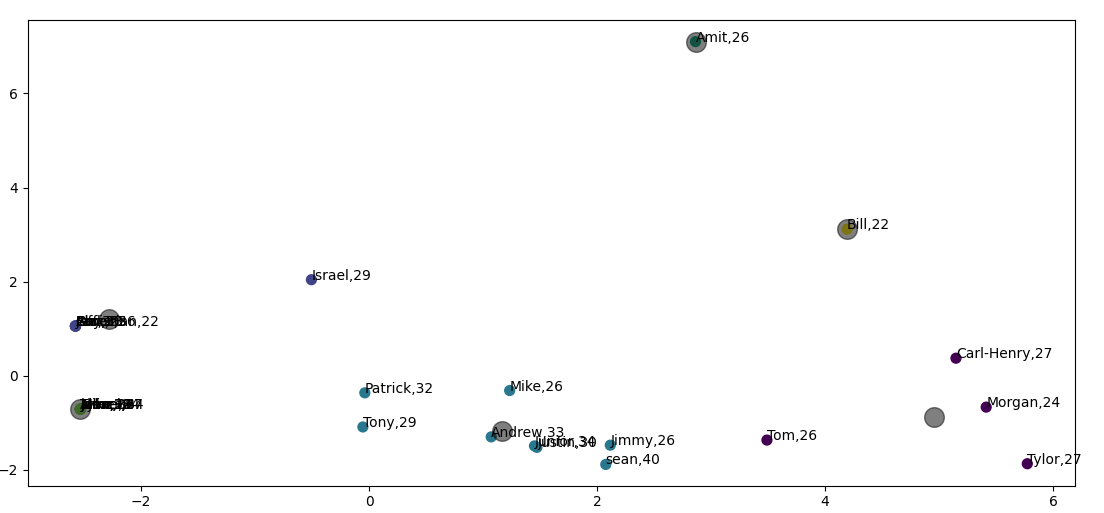 Amit,26
6
Bill,22
4
Israel,29
2
Carl-Henry,27
Patrick,32
Mike,26
0
Morgan,24
Tony,29
Andrew,33
Jimmy,26
Tom,26
sean,40
Tylor,27
−2
−2
0
2
4
6